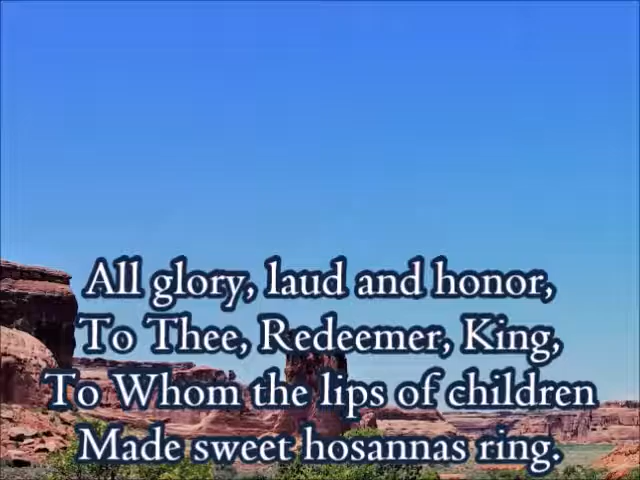 All glory, laud and honor,
To Thee, Redeemer, King,
To Whom the lips of children
Made sweet hosannas ring.